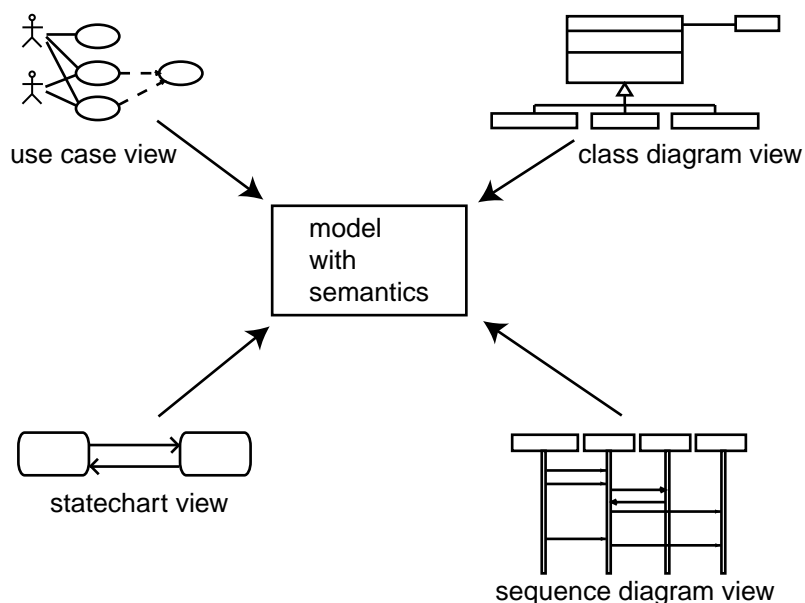 use case view
class diagram view
model
with
semantics
statechart view
sequence diagram view